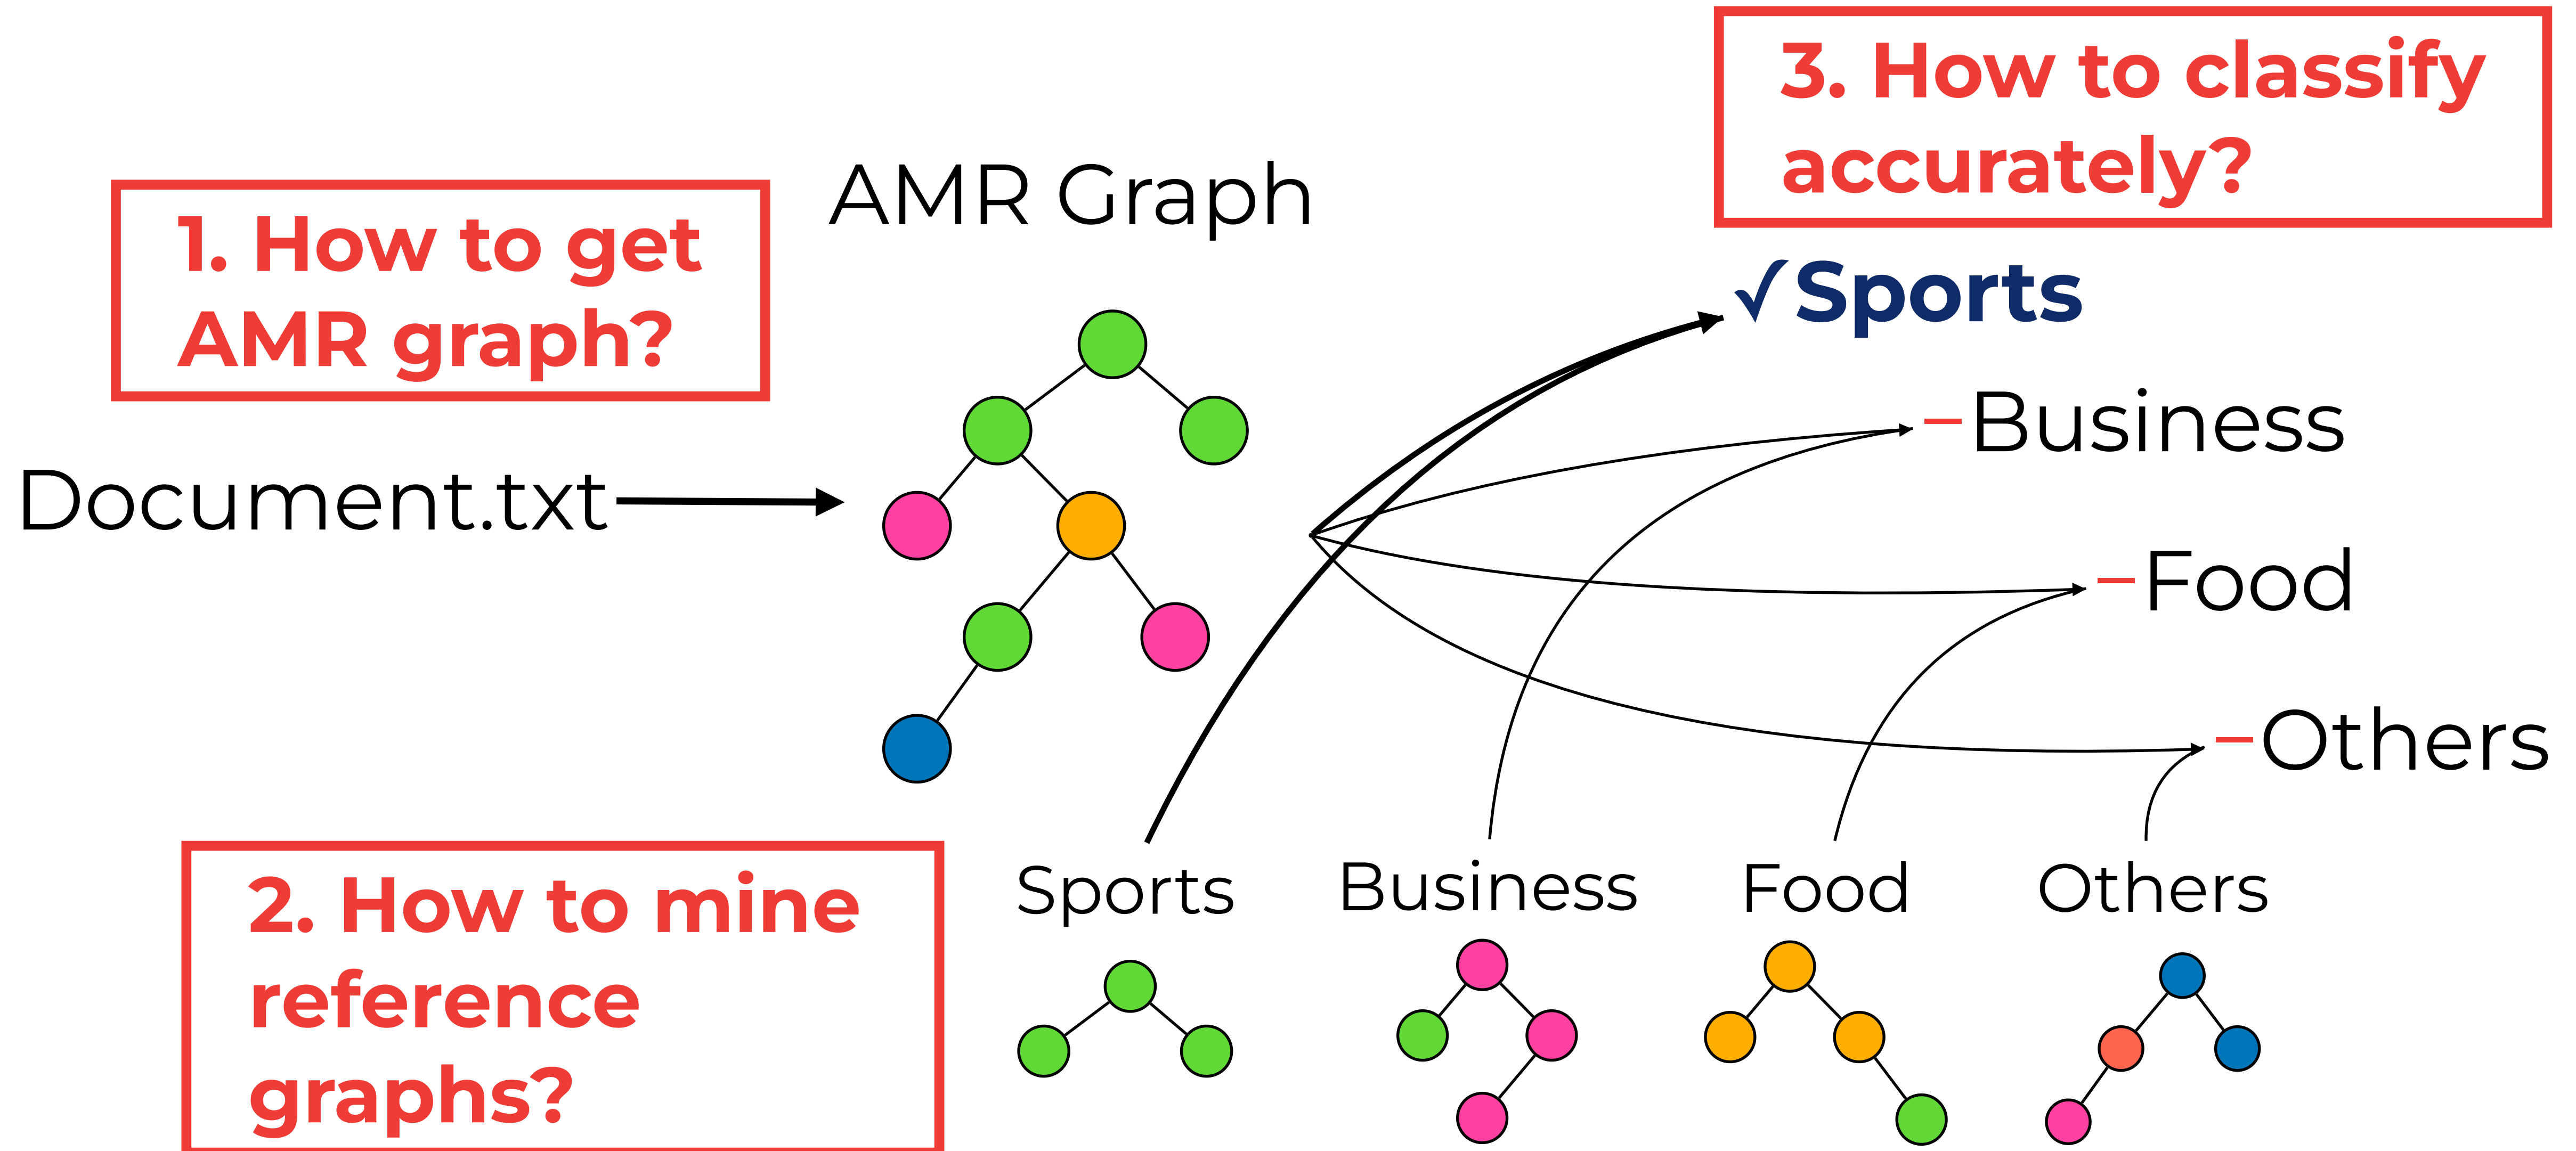 1. How to get
AMR graph?
AMR Graph
3. How to classify
accurately?
✓Sports
–Business
–Food
–Others
Document.txt
2. How to mine
reference
graphs?
Sports
Business
Food
Others